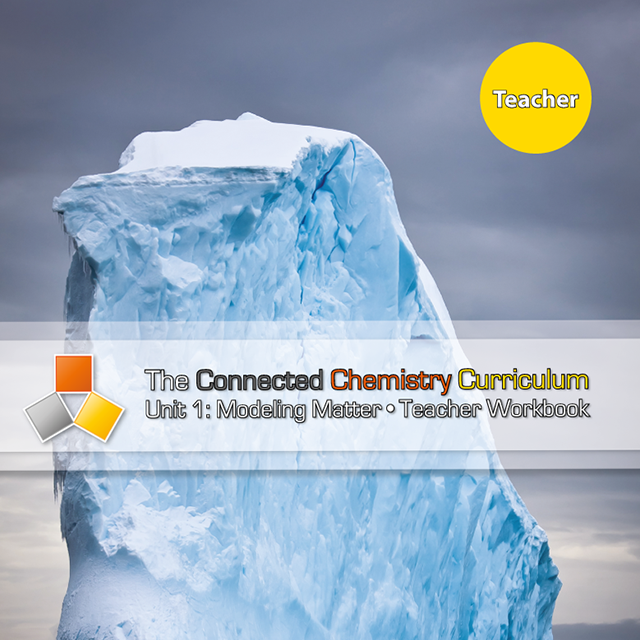 Teacher
The Connected Chemistry Curriculum
Unit 1: Modeling Matter • Teacher Workbook